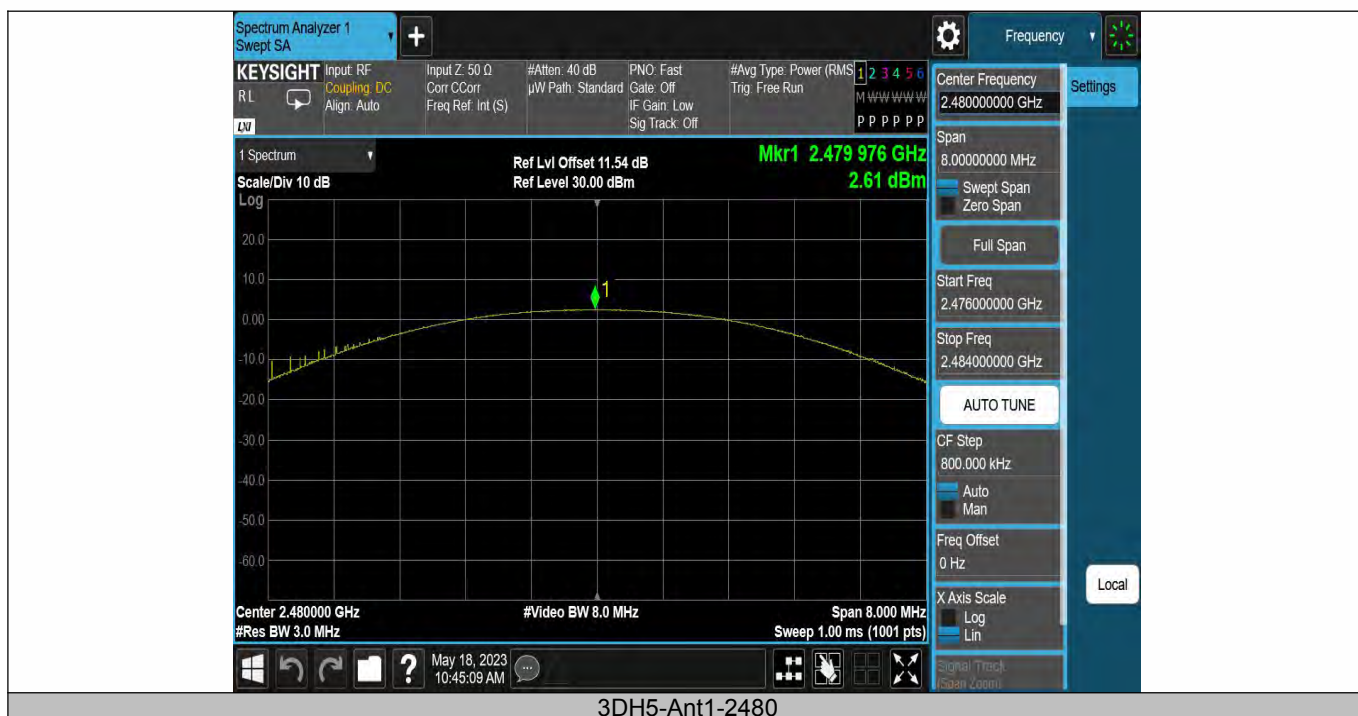 Spectrum Analyzer 1
Swept SA
Frequency
KEYSIGHT
R L
LXI
Input: RF
Coupling: DC
Align: Auto
Input Z: 50 Ω
Corr CCorr
Freq Ref: Int (S)
#Atten: 40 dB
µW Path: Standard
PNO: Fast
Gate: Off
IF Gain: Low
Sig Track: Off
#Avg Type: Power (RMS
Trig: Free Run
1 2 3 4 5 6
M W W W W W
P P P P P P
1 Spectrum
Scale/Div 10 dB
Log
Ref Lvl Offset 11.54 dB
Ref Level 30.00 dBm
Mkr1 2.479 976 GHz
2.61 dBm
20.0
10.0
0.00
-10.0
-20.0
-30.0
-40.0
-50.0
-60.0
1
Center 2.480000 GHz
#Res BW 3.0 MHz
#Video BW 8.0 MHz
Span 8.000 MHz
Sweep 1.00 ms (1001 pts)
?
May 18, 2023
10:45:09 AM
Center Frequency
2.480000000 GHz
Settings
Span
8.00000000 MHz
Swept Span
Zero Span
Full Span
Start Freq
2.476000000 GHz
Stop Freq
2.484000000 GHz
AUTO TUNE
CF Step
800.000 kHz
Auto
Man
Freq Offset
0 Hz
X Axis Scale
Log
Lin
Local
Signal Track
(Span Zoom)
3DH5-Ant1-2480